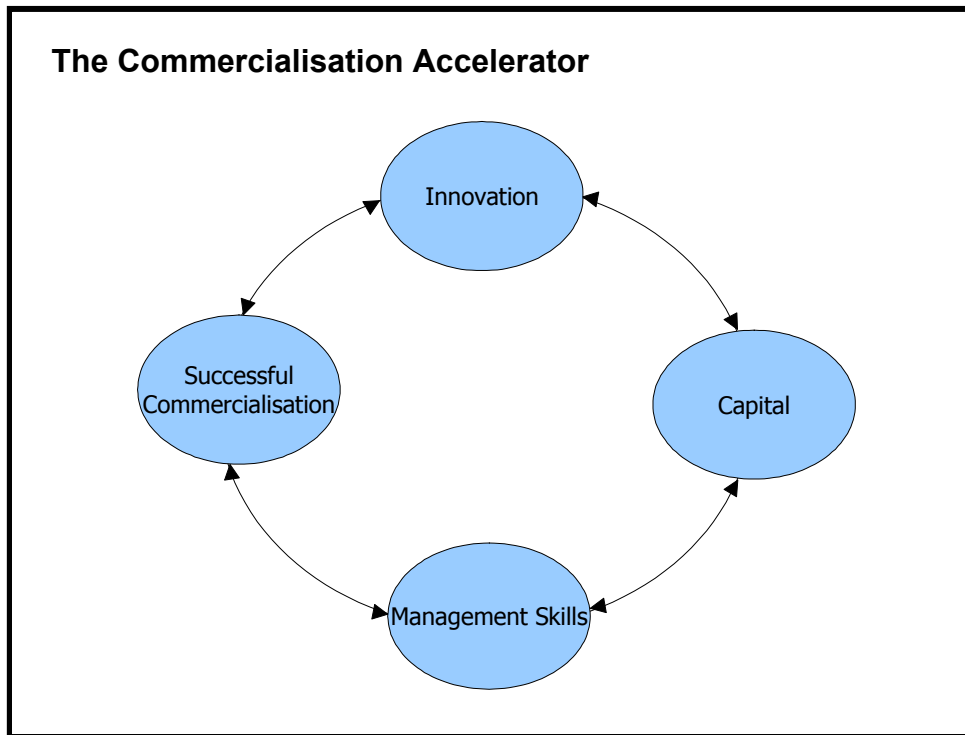 The Commercialisation Accelerator
Innovation
Successful
Commercialisation
Capital
Management Skills